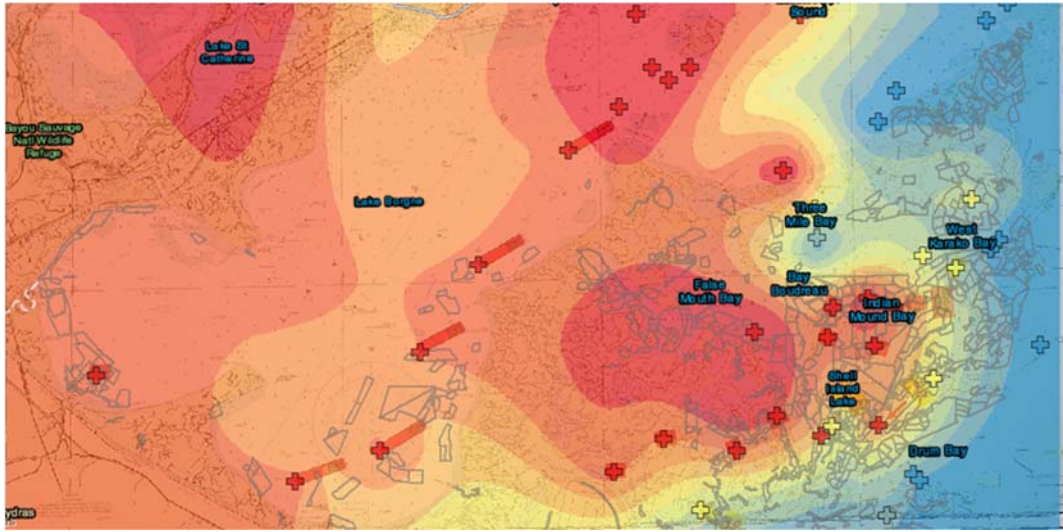 Sound
Lake St.
Catherine
Bayou Sauvage
Natl Wildlife
Refuge
Lake Borgne
Three
Mile Bay
West
Karako Bay
Bay
Boudreau
False
Mouth Bay
Indian
Mound Bay
Shell
Island
Lake
Drum Bay
ydras